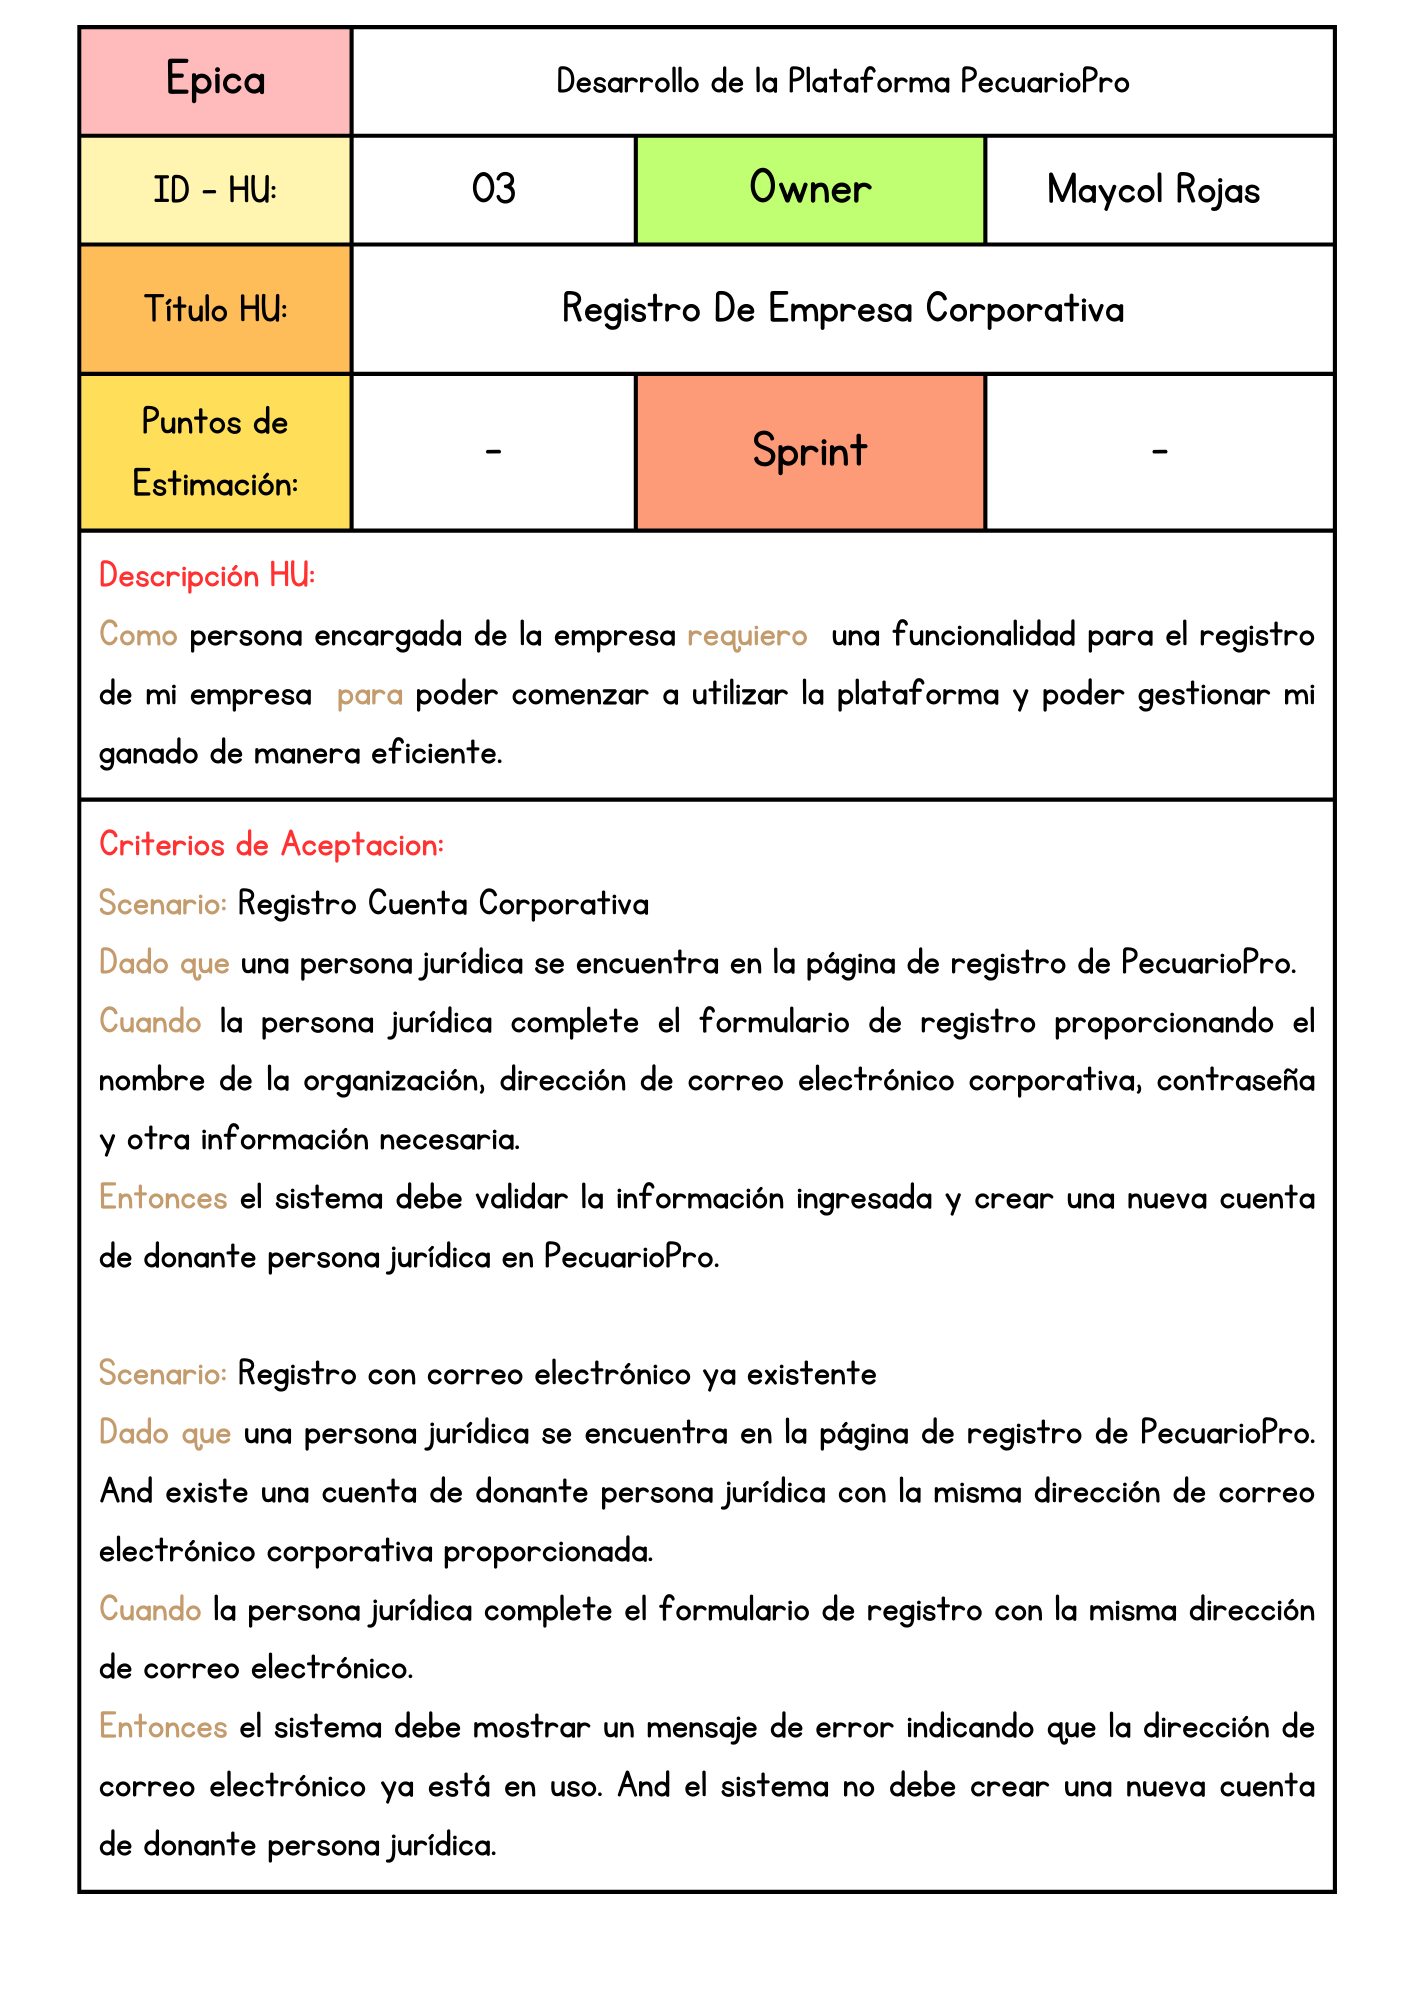 Epica
Desarrollo de la Plataforma PecuarioPro
ID - HU:
03
Owner
Maycol Rojas
Título HU:
Registro De Empresa Corporativa
Puntos de
Estimación:
-
Sprint
-
Descripción HU:
Como persona encargada de la empresa requiero una funcionalidad para el registro
de mi empresa para poder comenzar a utilizar la plataforma y poder gestionar mi
ganado de manera eficiente.
Criterios de Aceptacion:
Scenario: Registro Cuenta Corporativa
Dado que una persona jurídica se encuentra en la página de registro de PecuarioPro.
Cuando la persona jurídica complete el formulario de registro proporcionando el
nombre de la organización, dirección de correo electrónico corporativa, contraseña
y otra información necesaria.
Entonces el sistema debe validar la información ingresada y crear una nueva cuenta
de donante persona jurídica en PecuarioPro.
Scenario: Registro con correo electrónico ya existente
Dado que una persona jurídica se encuentra en la página de registro de PecuarioPro.
And existe una cuenta de donante persona jurídica con la misma dirección de correo
electrónico corporativa proporcionada.
Cuando la persona jurídica complete el formulario de registro con la misma dirección
de correo electrónico.
Entonces el sistema debe mostrar un mensaje de error indicando que la dirección de
correo electrónico ya está en uso. And el sistema no debe crear una nueva cuenta
de donante persona jurídica.